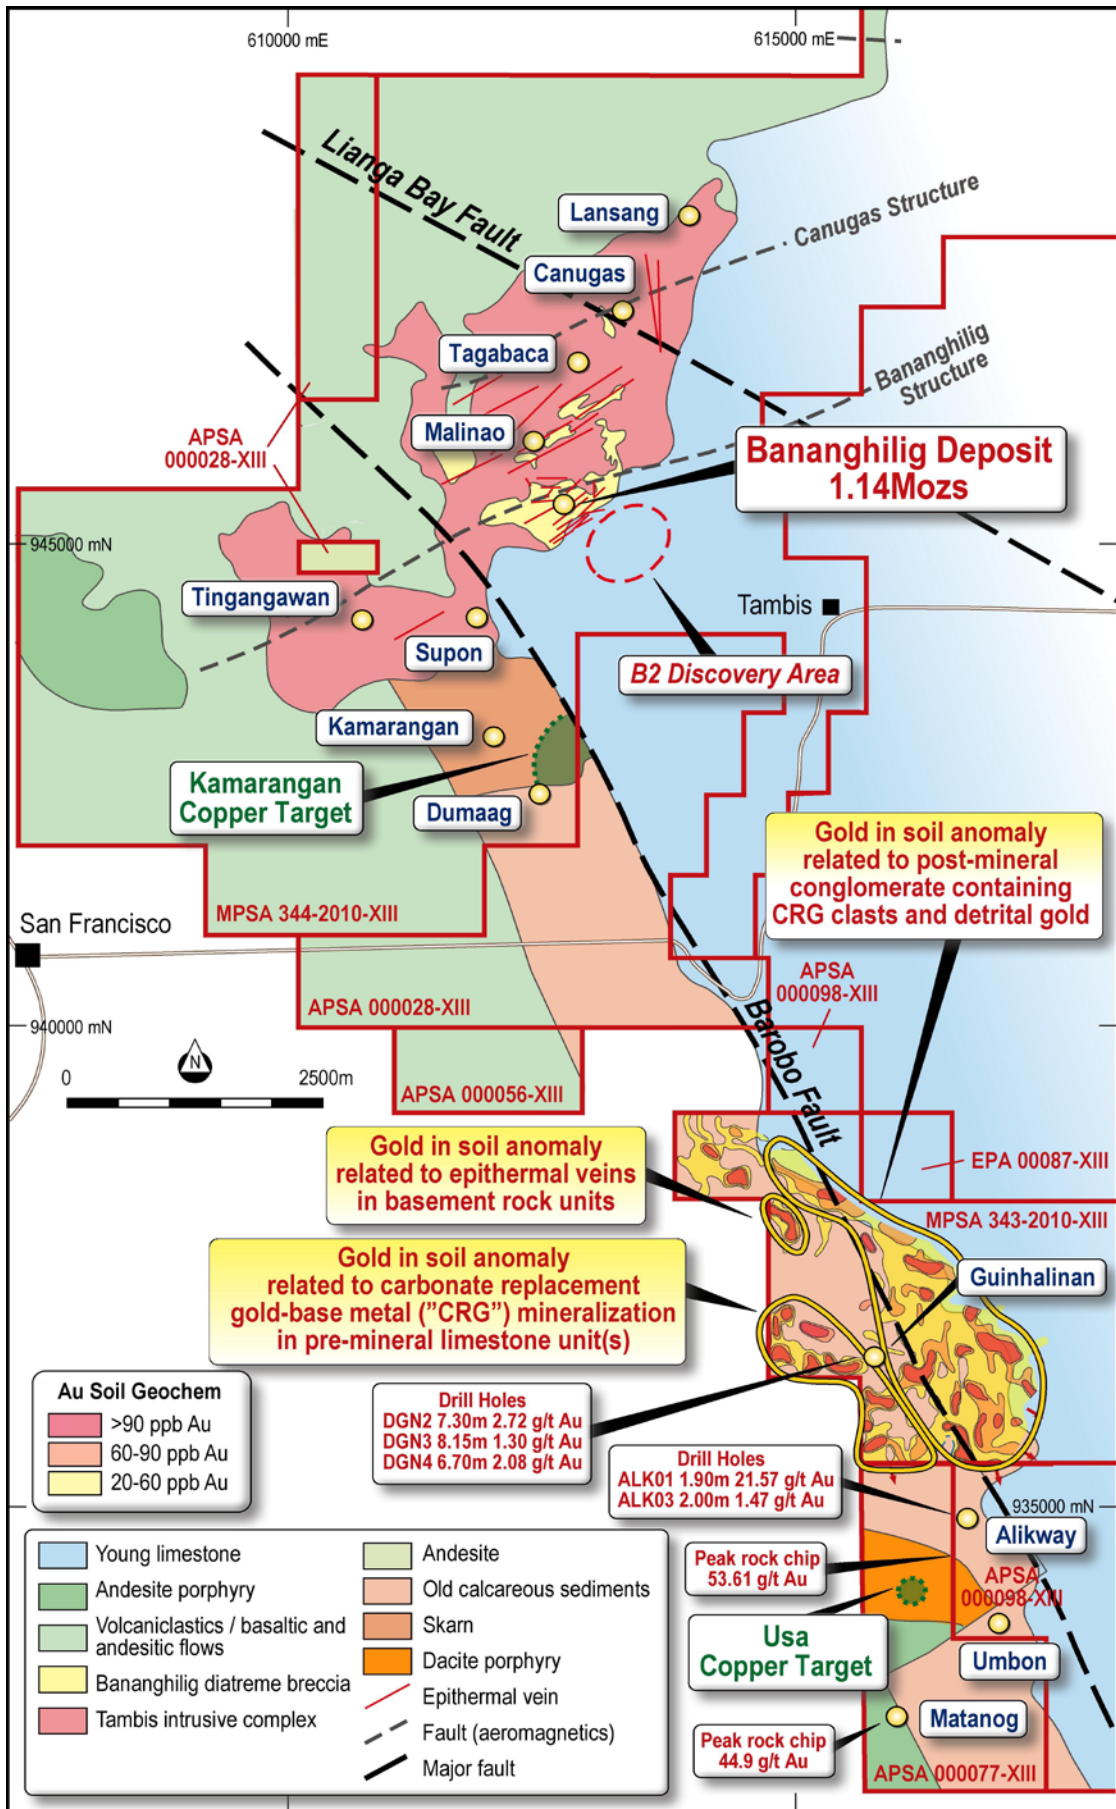 610000 mE
615000 mE
Lianga Bay Fault
Lansang
Canugas Structure
Canugas
Tagabaca
Bananghilig
Structure
APSA
000028-XIII
Malinao
Bananghilig Deposit
1.14Mozs
945000 mN
Tingangawan
Tambis
Supon
B2 Discovery Area
Kamarangan
Kamarangan
Copper Target
Dumaag
Gold in soil anomaly
related to post-mineral
conglomerate containing
CRG clasts and detrital gold
MPSA 344-2010-XIII
San Francisco
APSA
000098-XIII
APSA 000028-XIII
940000 mN
Barobo Fault
N
0
2500m
APSA 000056-XIII
Gold in soil anomaly
related to epithermal veins
in basement rock units
EPA 00087-XIII
MPSA 343-2010-XIII
Gold in soil anomaly
related to carbonate replacement
gold-base metal ("CRG") mineralization
in pre-mineral limestone unit(s)
Guinhalinan
Au Soil Geochem
>90 ppb Au
60-90 ppb Au
20-60 ppb Au
Drill Holes
DGN2 7.30m 2.72 g/t Au
DGN3 8.15m 1.30 g/t Au
DGN4 6.70m 2.08 g/t Au
Drill Holes
ALK01 1.90m 21.57 g/t Au
ALK03 2.00m 1.47 g/t Au
935000 mN
Alikway
Peak rock chip
53.61 g/t Au
APSA
000098-XIII
Usa
Copper Target
Umbon
Matanog
Peak rock chip
44.9 g/t Au
APSA 000077-XIII
Young limestone
Andesite porphyry
Volcaniclastics / basaltic and
andesitic flows
Bananghilig diatreme breccia
Tambis intrusive complex
Andesite
Old calcareous sediments
Skarn
Dacite porphyry
Epithermal vein
Fault (aeromagnetics)
Major fault